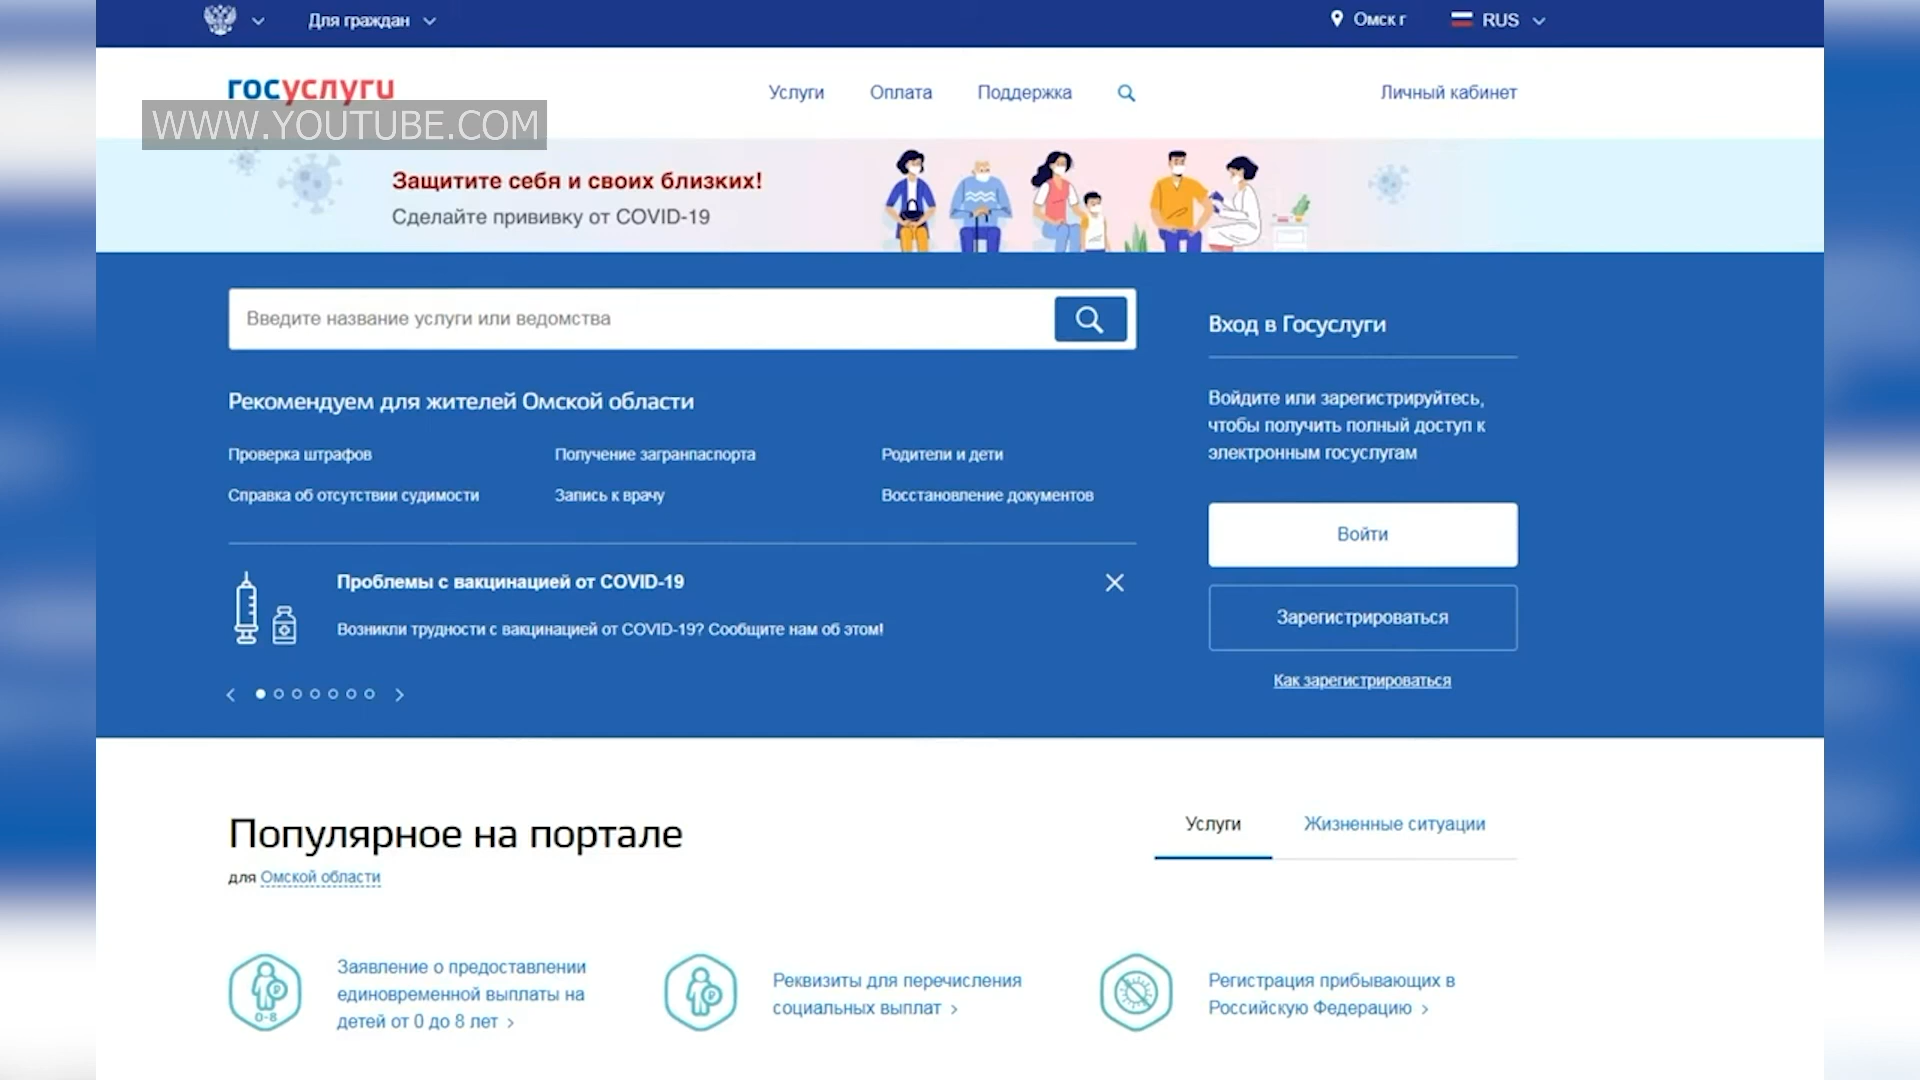 Для граждан
Омск г
RUS
госуслуги
Услуги
Оплата
Поддержка
Личный кабинет
WWW.YOUTUBE.COM
Защитите себя и своих близких!
Сделайте прививку от COVID-19
Введите название услуги или ведомства
Вход в Госуслуги
Рекомендуем для жителей Омской области
Войдите или зарегистрируйтесь,
чтобы получить полный доступ к
электронным госуслугам
Проверка штрафов
Получение загранпаспорта
Родители и дети
Справка об отсутствии судимости
Запись к врачу
Восстановление документов
Войти
Проблемы с вакцинацией от COVID-19
Возникли трудности с вакцинацией от COVID-19? Сообщите нам об этом!
Зарегистрироваться
Как зарегистрироваться
Популярное на портале
для Омской области
Услуги
Жизненные ситуации
0-8
Заявление о предоставлении
единовременной выплаты на
детей от 0 до 8 лет >
Реквизиты для перечисления
социальных выплат >
Регистрация прибывающих в
Российскую Федерацию >